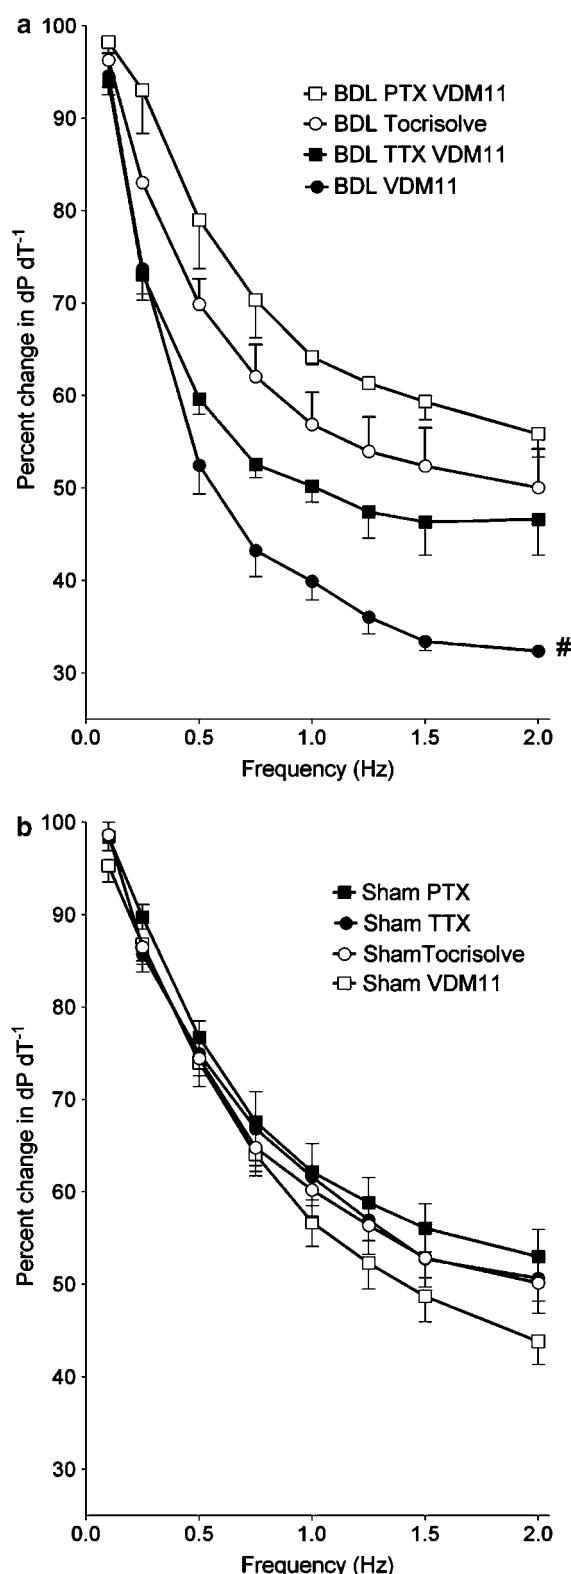 a
100
90
80
70
60
50
40
30
Percent change in dP dT-1
BDL PTX VDM11
BDL Tocrisolve
BDL TTX VDM11
BDL VDM11
#
0.0 0.5 1.0 1.5 2.0
Frequency (Hz)
b
100
90
80
70
60
50
40
30
Percent change in dP dT-1
Sham PTX
Sham TTX
ShamTocrisolve
Sham VDM11
0.0 0.5 1.0 1.5 2.0
Frequency (Hz)